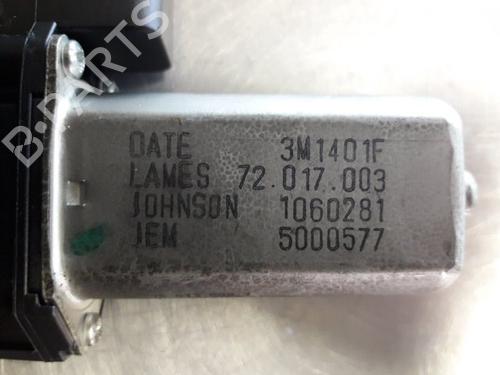 DATE 3M1401F
LAMES 72.017.003
JOHNSON 1060281
JEM 5000577
B-PARTS